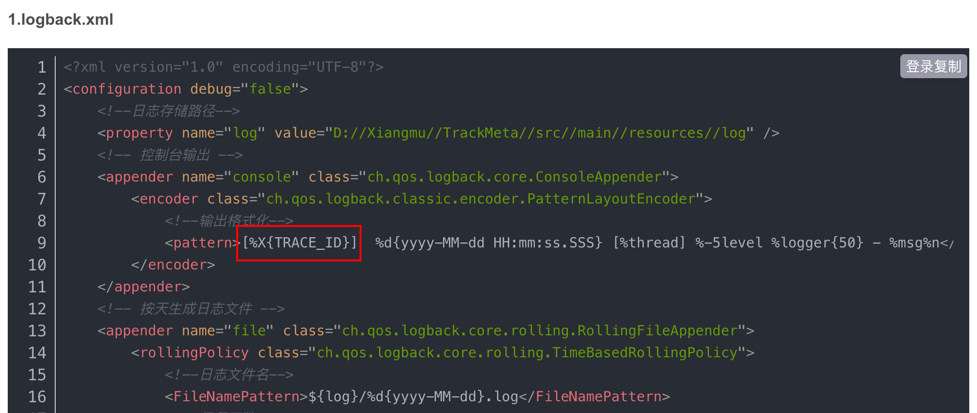 1.logback.xml
登录复制
1 <?xml version="1.0" encoding="UTF-8"?>
2 <configuration debug="false">
3 <!--日志存储路径-->
4 <property name="log" value="D://Xiangmu//TrackMeta//src//main//resources//log" />
5 <!-- 控制台输出 -->
6 <appender name="console" class="ch.qos.logback.core.ConsoleAppender">
7 <encoder class="ch.qos.logback.classic.encoder.PatternLayoutEncoder">
8 <!--输出格式化-->
9 <pattern>[%X{TRACE_ID}]  %d{yyyy-MM-dd HH:mm:ss.SSS} [%thread] %-5level %logger{50} - %msg%n</
10 </encoder>
11 </appender>
12 <!-- 按天生成日志文件 -->
13 <appender name="file" class="ch.qos.logback.core.rolling.RollingFileAppender">
14 <rollingPolicy class="ch.qos.logback.core.rolling.TimeBasedRollingPolicy">
15 <!--日志文件名-->
16 <FileNamePattern>${log}/%d{yyyy-MM-dd}.log</FileNamePattern>